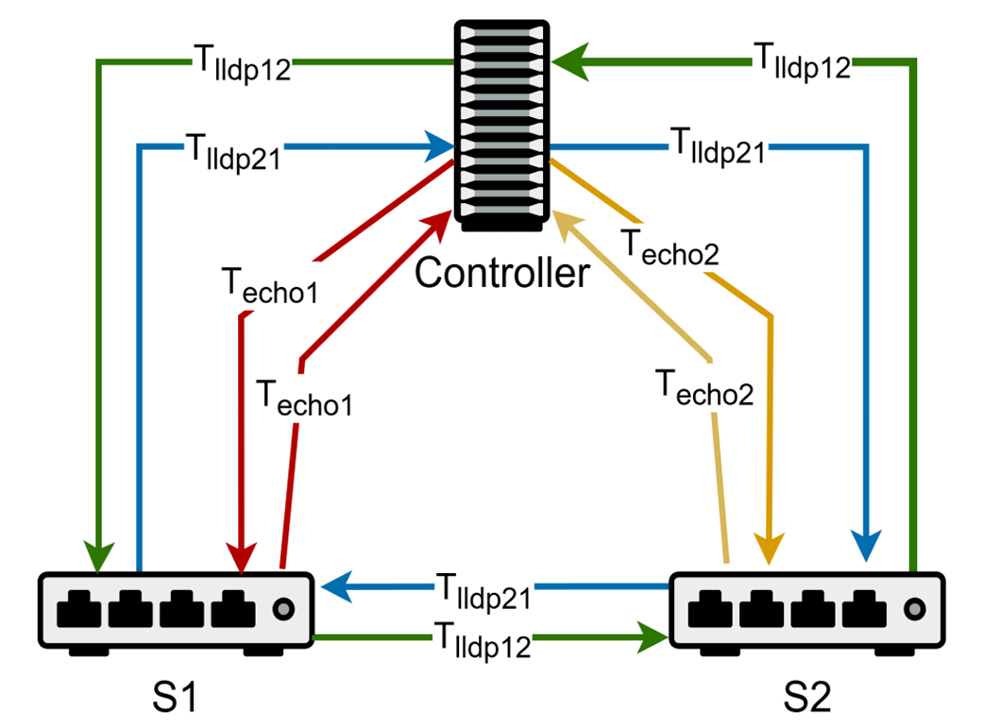 T_lldp12
T_lldp12
T_lldp21
T_lldp21
T_echo2
Controller
T_echo1
T_echo2
T_echo1
T_lldp21
T_lldp12
S1
S2